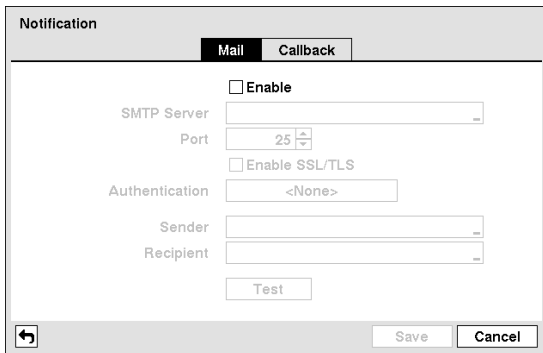 Notification
Mail Callback
Enable
SMTP Server
Port 25
Enable SSL/TLS
Authentication <None>
Sender
Recipient
Test
Save Cancel